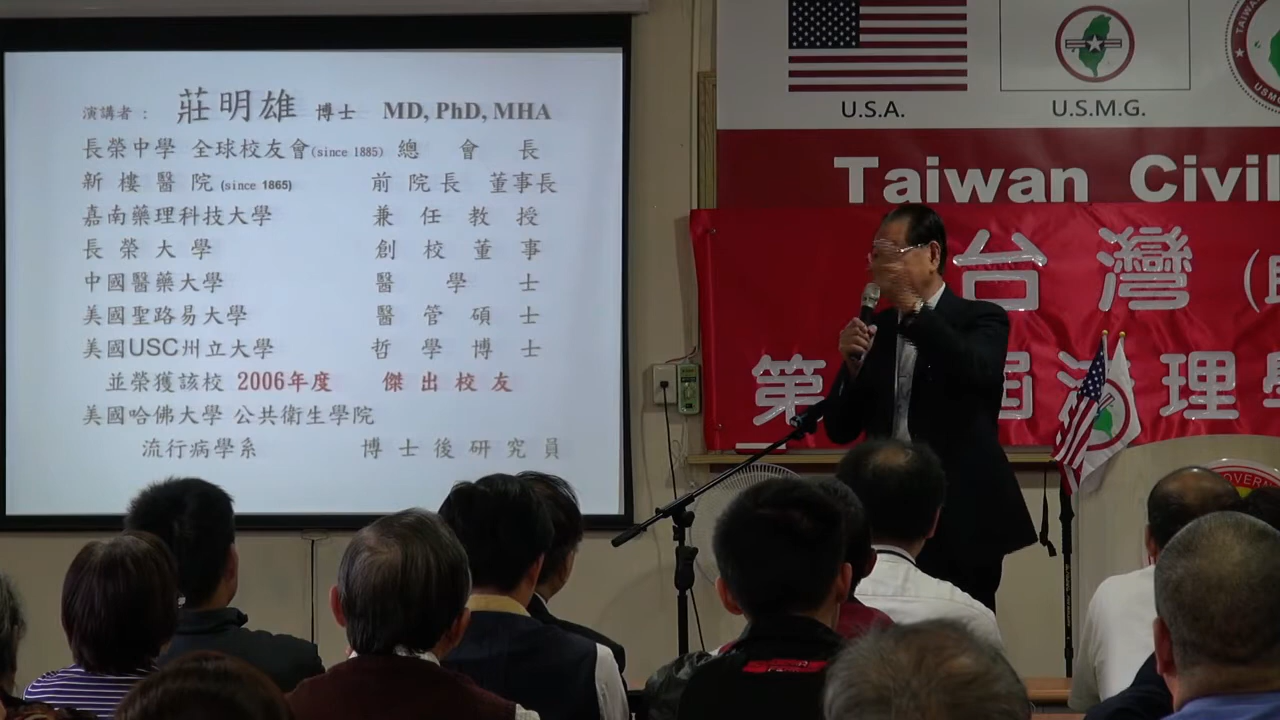 演講者： 莊明雄 博士 MD, PhD, MHA
長榮中學 全球校友會(since 1885) 總會長
新樓醫院 (since 1865) 前院長 董事長
嘉南藥理科技大學 兼任教授
長榮大學 創校董事
中國醫藥大學 醫學士
美國聖路易大學 醫管碩士
美國USC州立大學 哲學博士
並榮獲該校 2006年度 傑出校友
美國哈佛大學 公共衛生學院
流行病學系 博士後研究員
U.S.A.
U.S.M.G.
TAIWAN
USMG
Taiwan Civil
台灣(
第 屆法理學
GOVERN